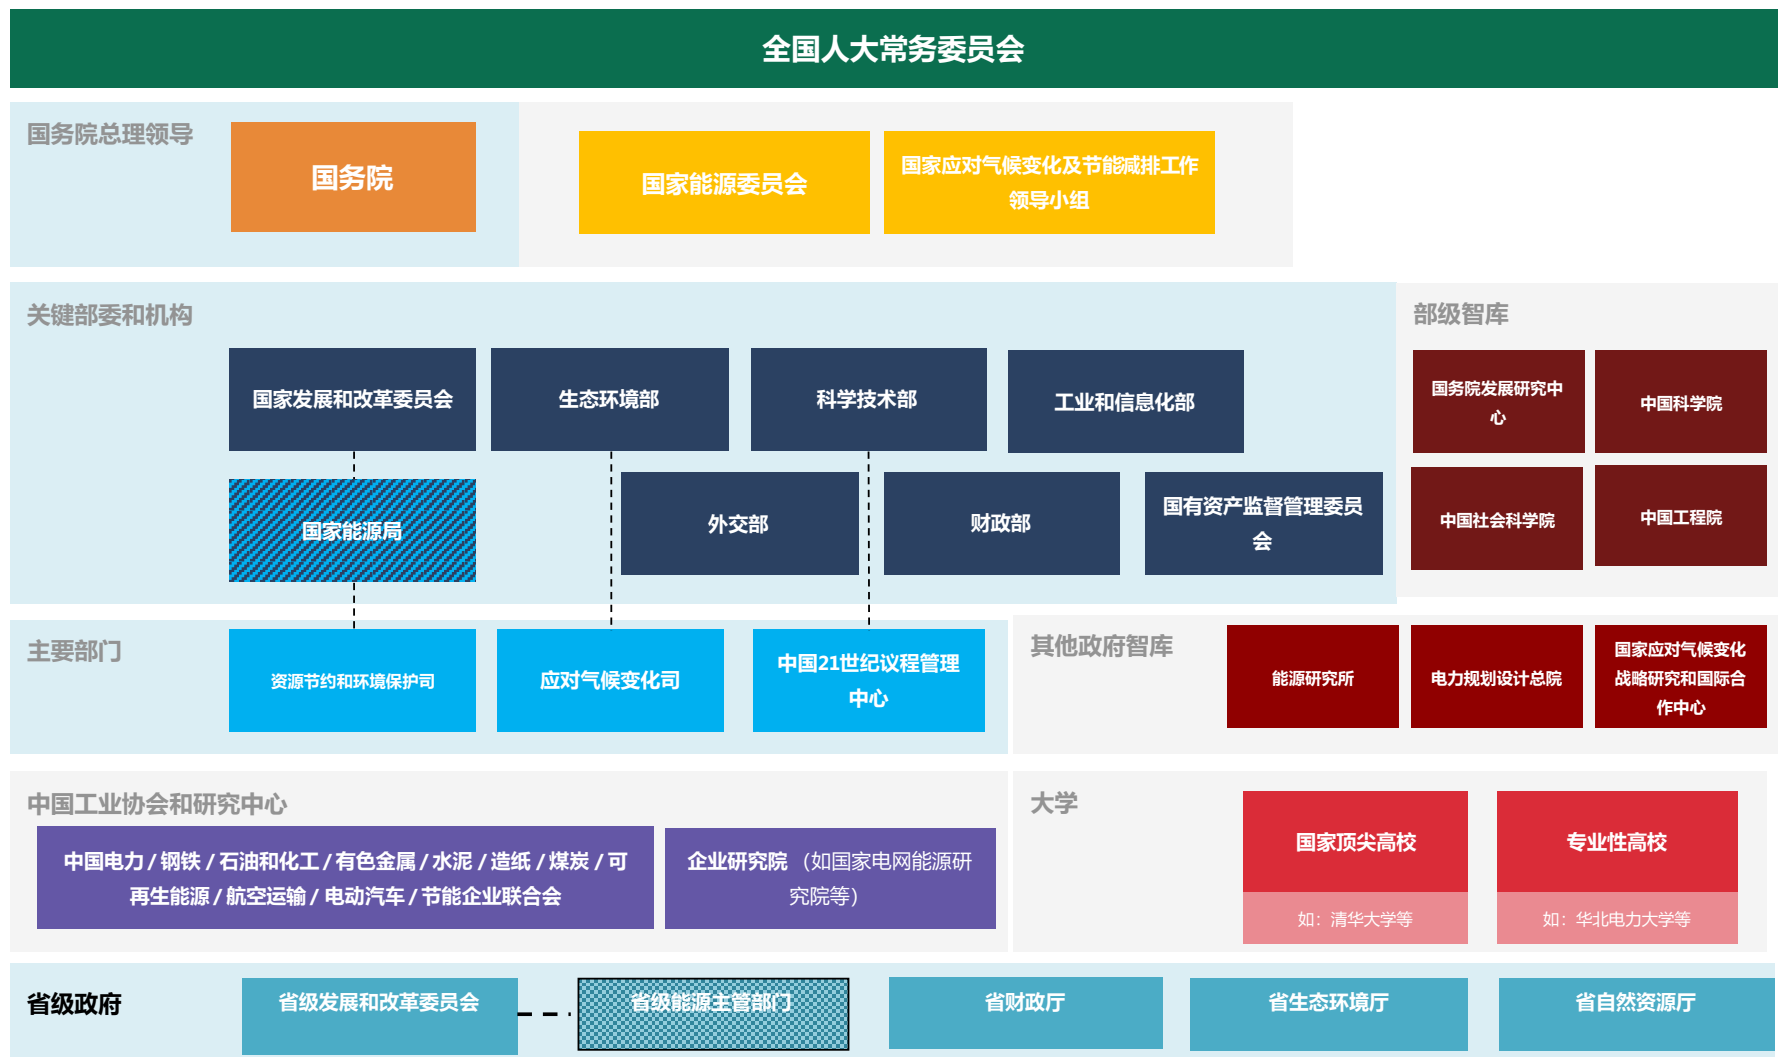 全国人大常务委员会
国务院总理领导
国务院
国家能源委员会
国家应对气候变化及节能减排工作
领导小组
关键部委和机构
国家发展和改革委员会
生态环境部
科学技术部
工业和信息化部
国家能源局
外交部
财政部
国有资产监督管理委员
会
部级智库
国务院发展研究中
心
中国科学院
中国社会科学院
中国工程院
主要部门
资源节约和环境保护司
应对气候变化司
中国21世纪议程管理
中心
其他政府智库
能源研究所
电力规划设计总院
国家应对气候变化
战略研究和国际合
作中心
中国工业协会和研究中心
中国电力 / 钢铁 / 石油和化工 / 有色金属 / 水泥 / 造纸 / 煤炭 / 可
再生能源 / 航空运输 / 电动汽车 / 节能企业联合会
企业研究院（如国家电网能源研
究院等）
大学
国家顶尖高校
如：清华大学等
专业性高校
如：华北电力大学等
省级政府
省级发展和改革委员会
省级能源主管部门
省财政厅
省生态环境厅
省自然资源厅